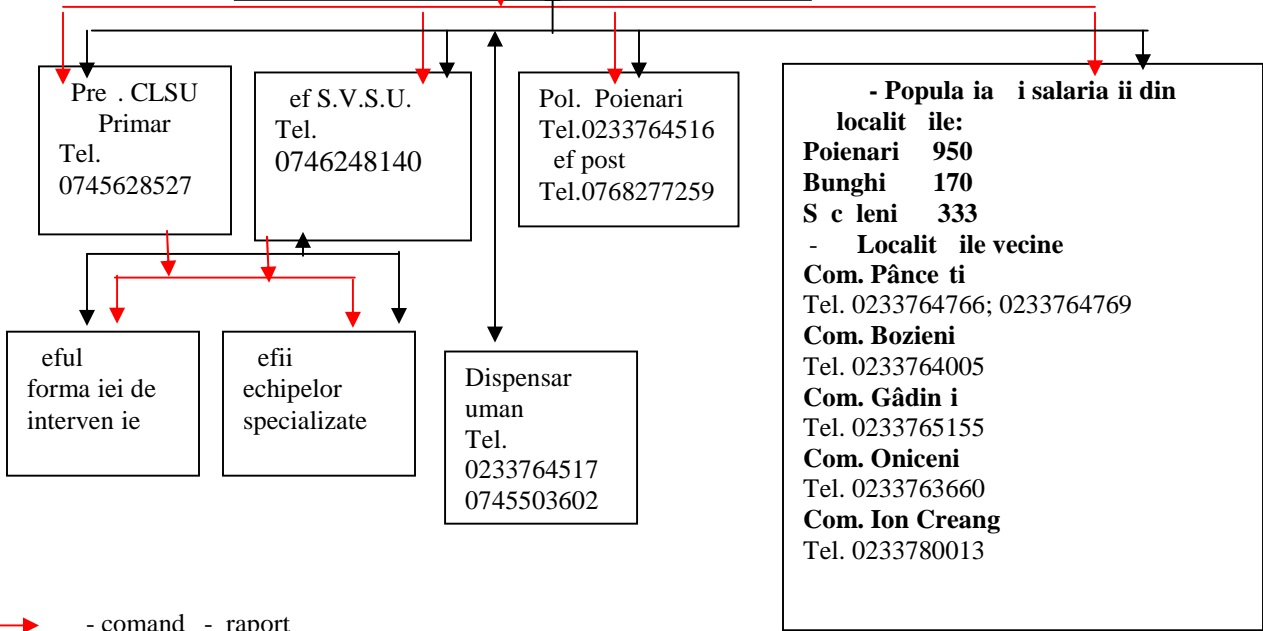 Pre . CLSU
Primar
Tel.
0745628527
ef S.V.S.U.
Tel.
0746248140
Pol. Poienari
Tel.0233764516
ef post
Tel.0768277259
- Popula ia i salaria ii din
localit ile:
Poienari 950
Bunghi 170
S c leni 333
- Localit ile vecine
Com. Pânce ti
Tel. 0233764766; 0233764769
Com. Bozieni
Tel. 0233764005
Com. Gâdin i
Tel. 0233765155
Com. Oniceni
Tel. 0233763660
Com. Ion Creang
Tel. 0233780013
eful
forma iei de
interven ie
efii
echipelor
specializate
Dispensar
uman
Tel.
0233764517
0745503602
- comand - raport